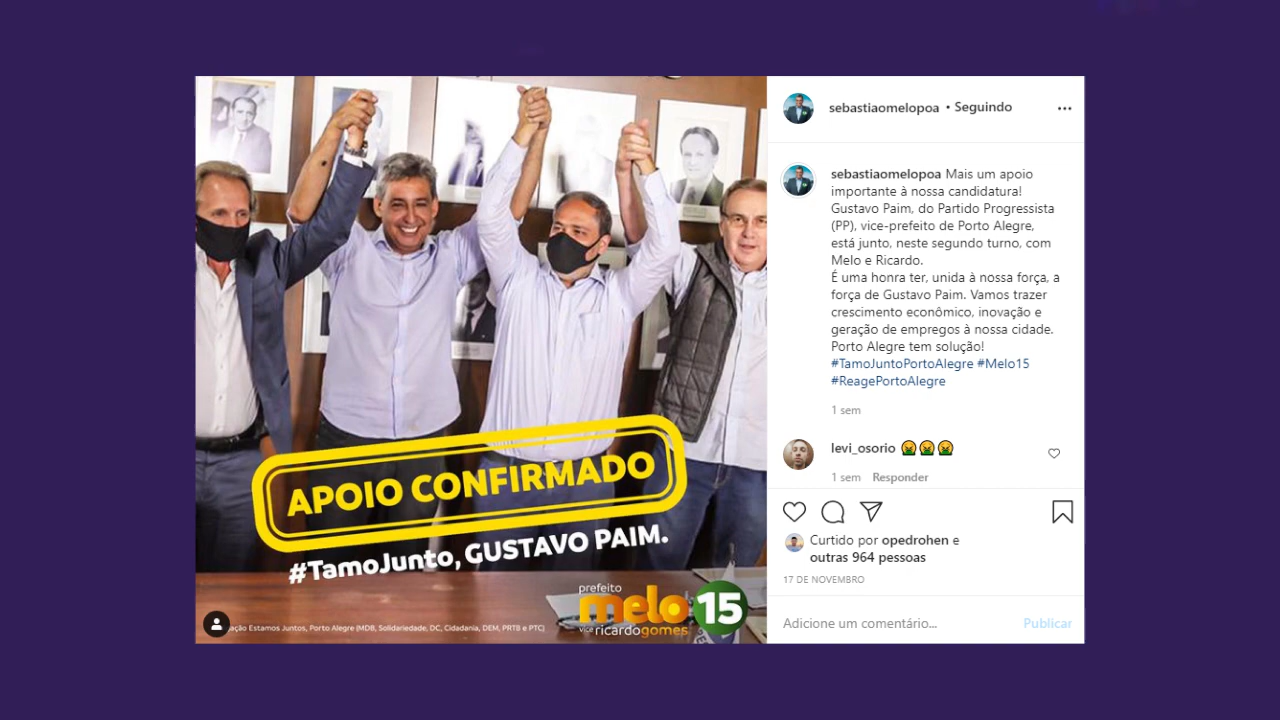 APOIO CONFIRMADO
#TamoJunto, GUSTAVO PAIM.
prefeito
melo 15
vice ricardogomes
ação Estamos Juntos, Porto Alegre (MDB, Solidariedade, DC, Cidadania, DEM, PRTB e PTC)
sebastiaomelopoa • Seguindo
sebastiaomelopoa Mais um apoio
importante à nossa candidatura!
Gustavo Paim, do Partido Progressista
(PP), vice-prefeito de Porto Alegre,
está junto, neste segundo turno, com
Melo e Ricardo.
É uma honra ter, unida à nossa força, a
força de Gustavo Paim. Vamos trazer
crescimento econômico, inovação e
geração de empregos à nossa cidade.
Porto Alegre tem solução!
#TamoJuntoPortoAlegre #Melo15
#ReagePortoAlegre
1 sem
levi_osorio 🤮🤮🤮
1 sem Responder
Curtido por opedrohen e
outras 964 pessoas
17 DE NOVEMBRO
Adicione um comentário... Publicar